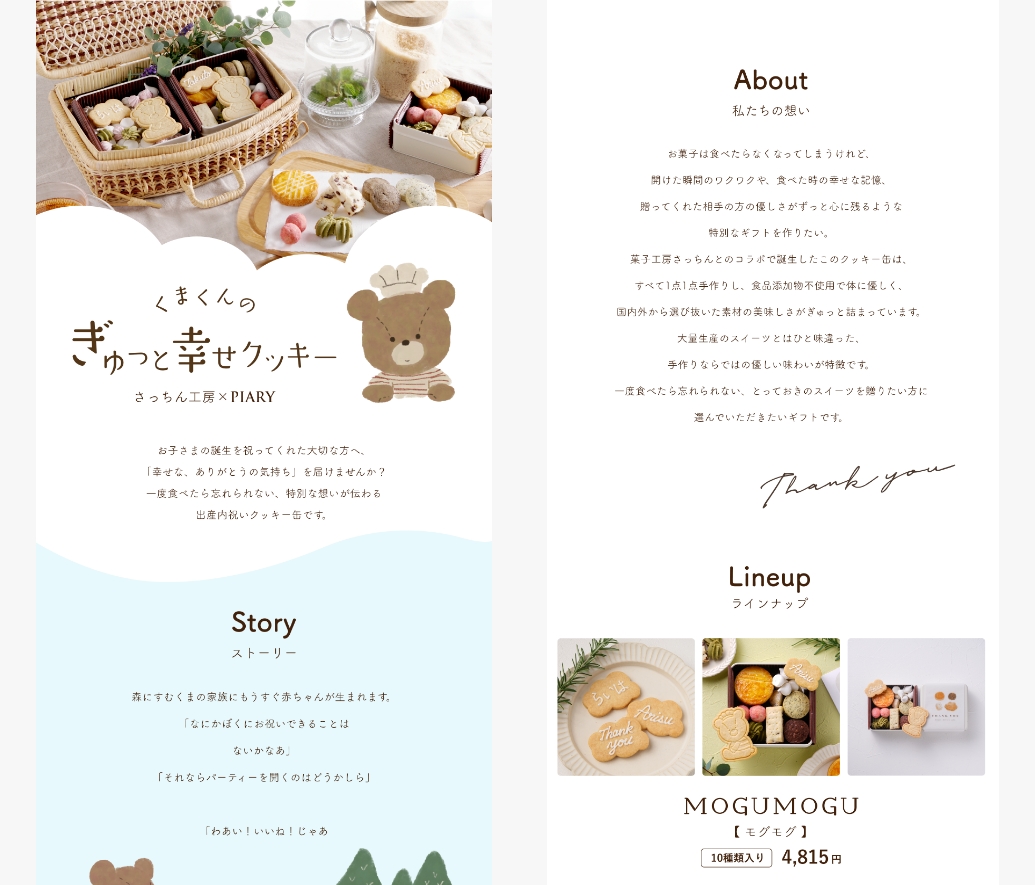 くまくんの
ぎゅっと幸せクッキー
さっちん工房×PIARY
お子さまの誕生を祝ってくれた大切な方へ、
「幸せな、ありがとうの気持ち」を届けませんか？
一度食べたら忘れられない、特別な想いが伝わる
出産内祝いクッキー缶です。
Story
ストーリー
森にすむくまの家族にもうすぐ赤ちゃんが生まれます。
「なにかぼくにお祝いできることは
ないかなあ」
「それならパーティーを開くのはどうかしら」
「わあい！いいね！じゃあ
About
私たちの想い
お菓子は食べたらなくなってしまうけれど、
開けた瞬間のワクワクや、食べた時の幸せな記憶、
贈ってくれた相手の方の優しさがずっと心に残るような
特別なギフトを作りたい。
菓子工房さっちんとのコラボで誕生したこのクッキー缶は、
すべて1点1点手作りし、食品添加物不使用で体に優しく、
国内外から選び抜いた素材の美味しさがぎゅっと詰まっています。
大量生産のスイーツとはひと味違った、
手作りならではの優しい味わいが特徴です。
一度食べたら忘れられない、とっておきのスイーツを贈りたい方に
選んでいただきたいギフトです。
Thank you
Lineup
ラインナップ
らいは
Arisu
Thank
you
Arisu
MOGUMOGU
【 モグモグ 】
10種類入り 4,815円